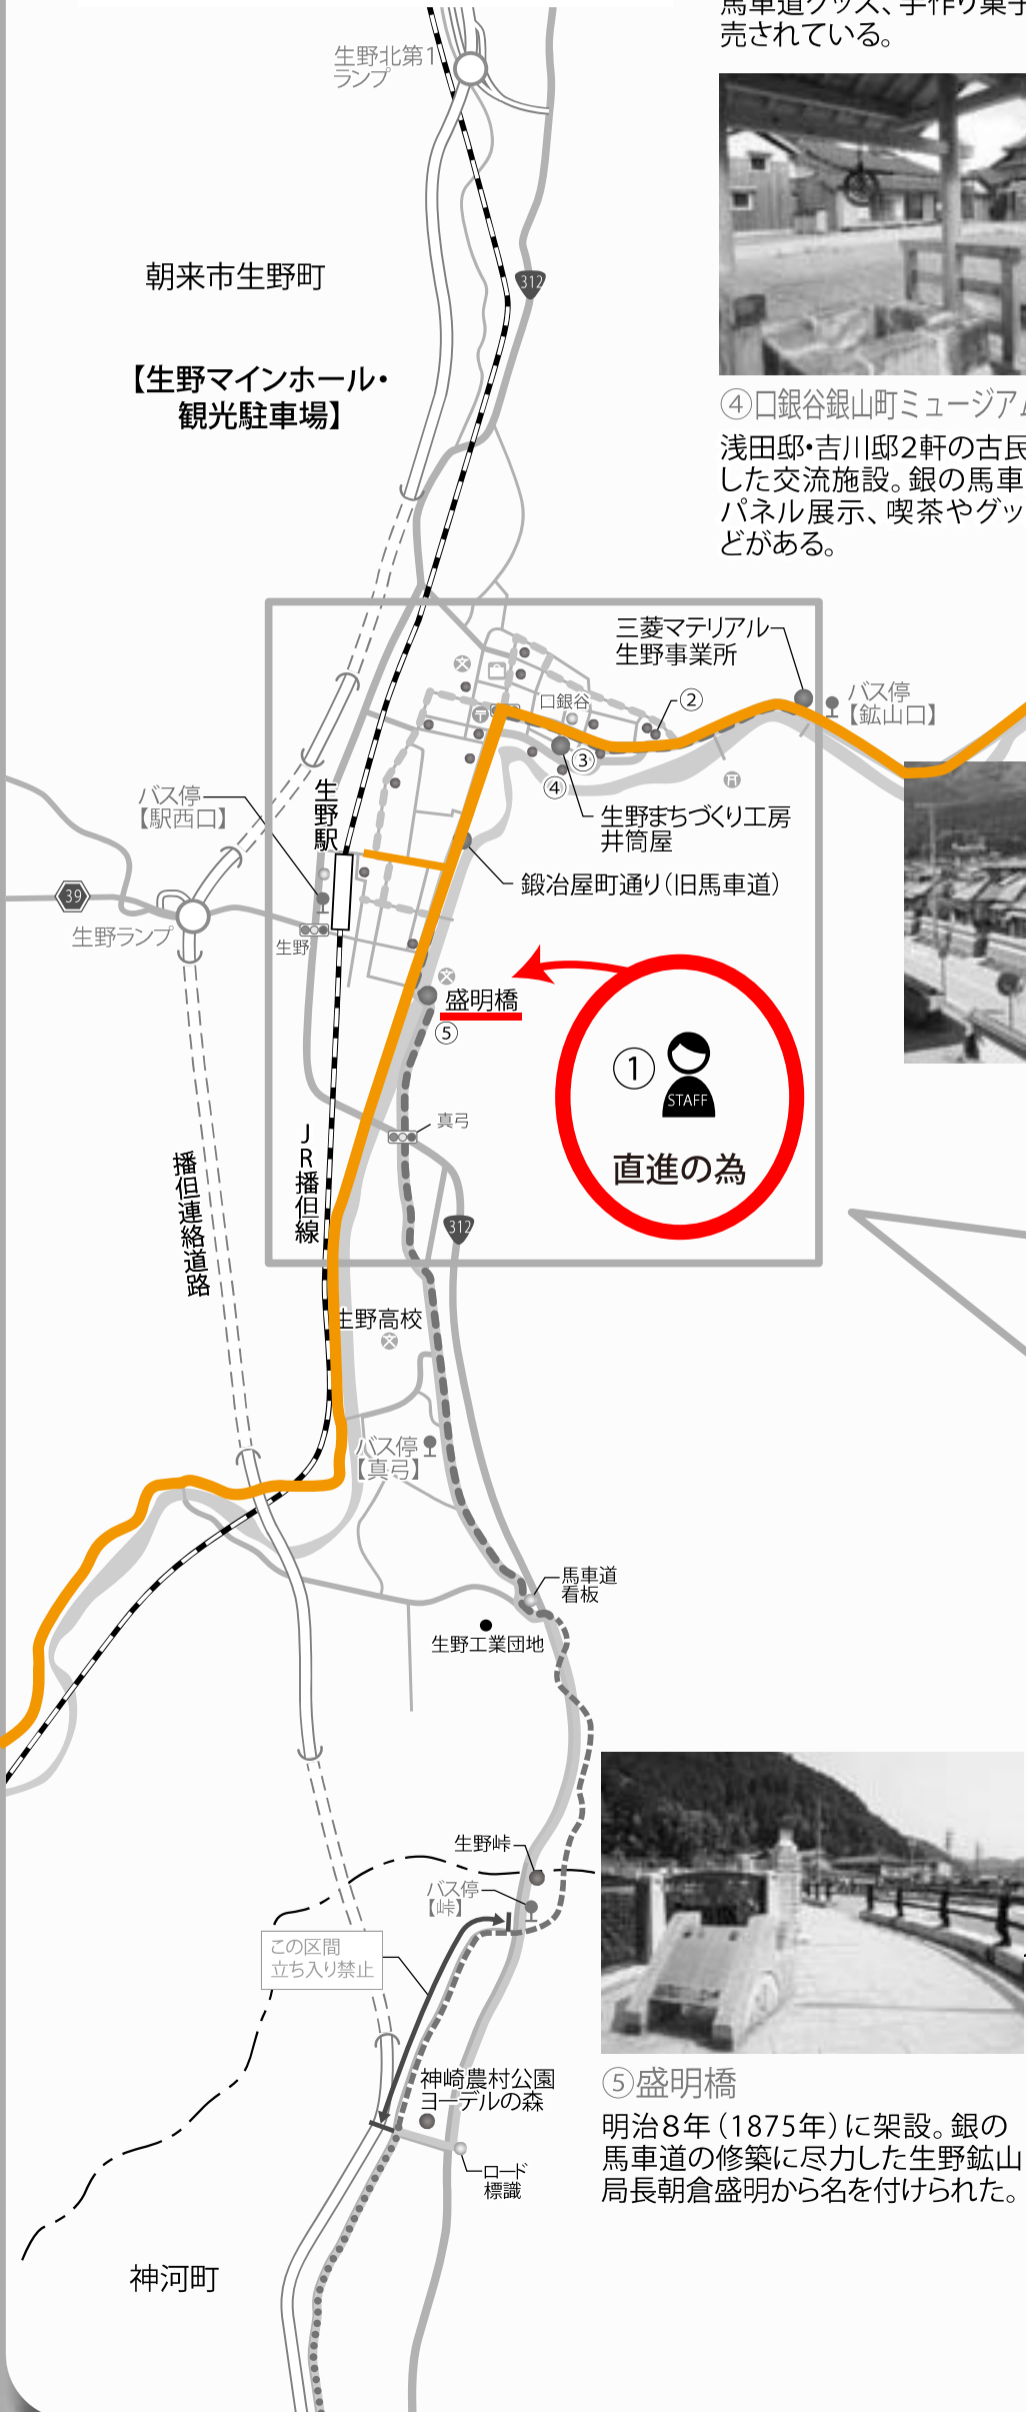 馬車道グッズ、手作り菓子
売されている。
生野北第1
ランプ
312
朝来市生野町
【生野マインホール・
観光駐車場】
④口銀谷銀山町ミュージアム
浅田邸・吉川邸2軒の古民
した交流施設。銀の馬車
パネル展示、喫茶やグッ
どがある。
三菱マテリアル
生野事業所
バス停
【鉱山口】
口銀谷
②
③
④
生野まちづくり工房
井筒屋
鍛冶屋町通り(旧馬車道)
バス停
【駅西口】
生野駅
39
生野ランプ
生野
盛明橋
⑤
①
STAFF
直進の為
真弓
312
JR播但線
播但連絡道路
生野高校
バス停
【真弓】
馬車道
看板
生野工業団地
生野峠
バス停
【峠】
この区間
立ち入り禁止
神崎農村公園
ヨーデルの森
ロード
標識
神河町
⑤盛明橋
明治8年(1875年)に架設。銀の
馬車道の修築に尽力した生野鉱山
局長朝倉盛明から名を付けられた。